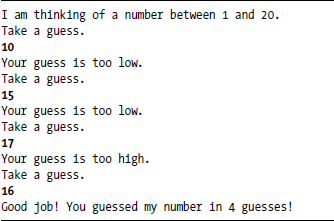 I am thinking of a number between 1 and 20.
Take a guess.
10
Your guess is too low.
Take a guess.
15
Your guess is too low.
Take a guess.
17
Your guess is too high.
Take a guess.
16
Good job! You guessed my number in 4 guesses!